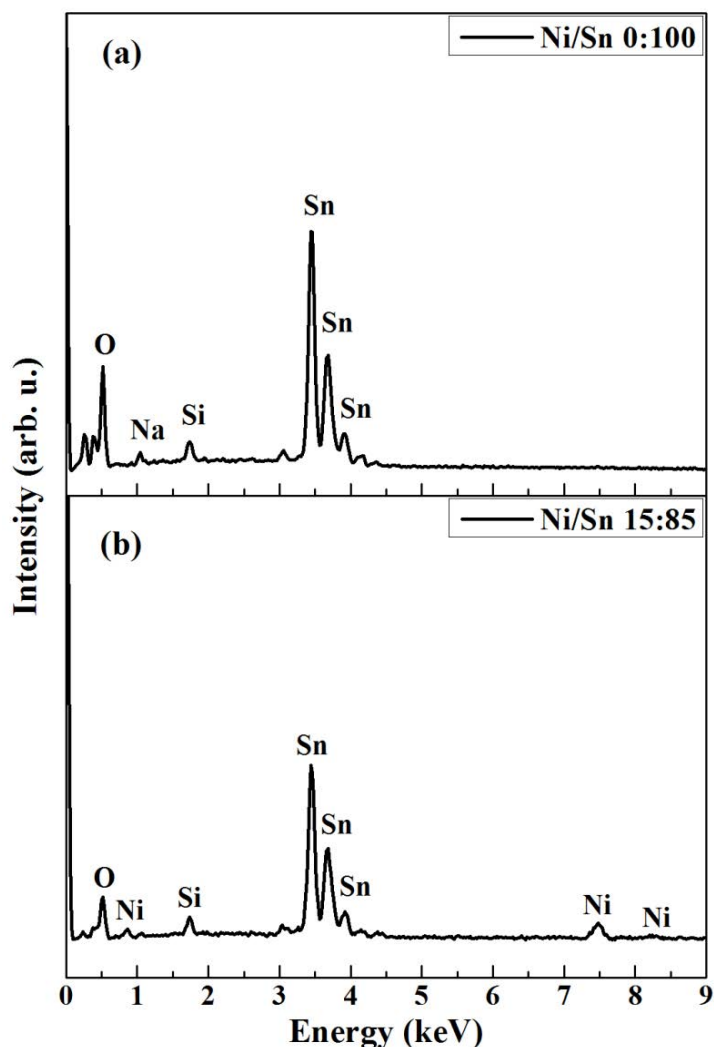 (a)
Ni/Sn 0:100
Sn
Sn
O
Sn
Si
Na
Ni/Sn 15:85
(b)
Sn
Sn
Sn
O
Ni
Si
Ni
Ni
0 1 2 3 4 5 6 7 8 9
Energy (keV)
Intensity (arb. u.)